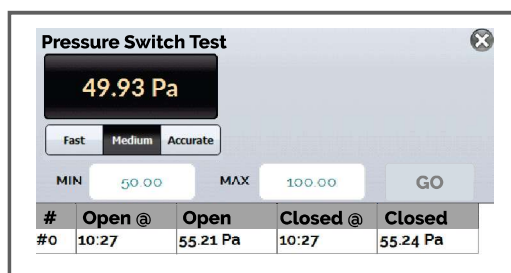 Pressure Switch Test
49.93 Pa
Fast Medium Accurate
MIN 50.00 MAX 100.00 GO
# Open @ Open Closed @ Closed
#0 10:27 55.21 Pa 10:27 55.24 Pa